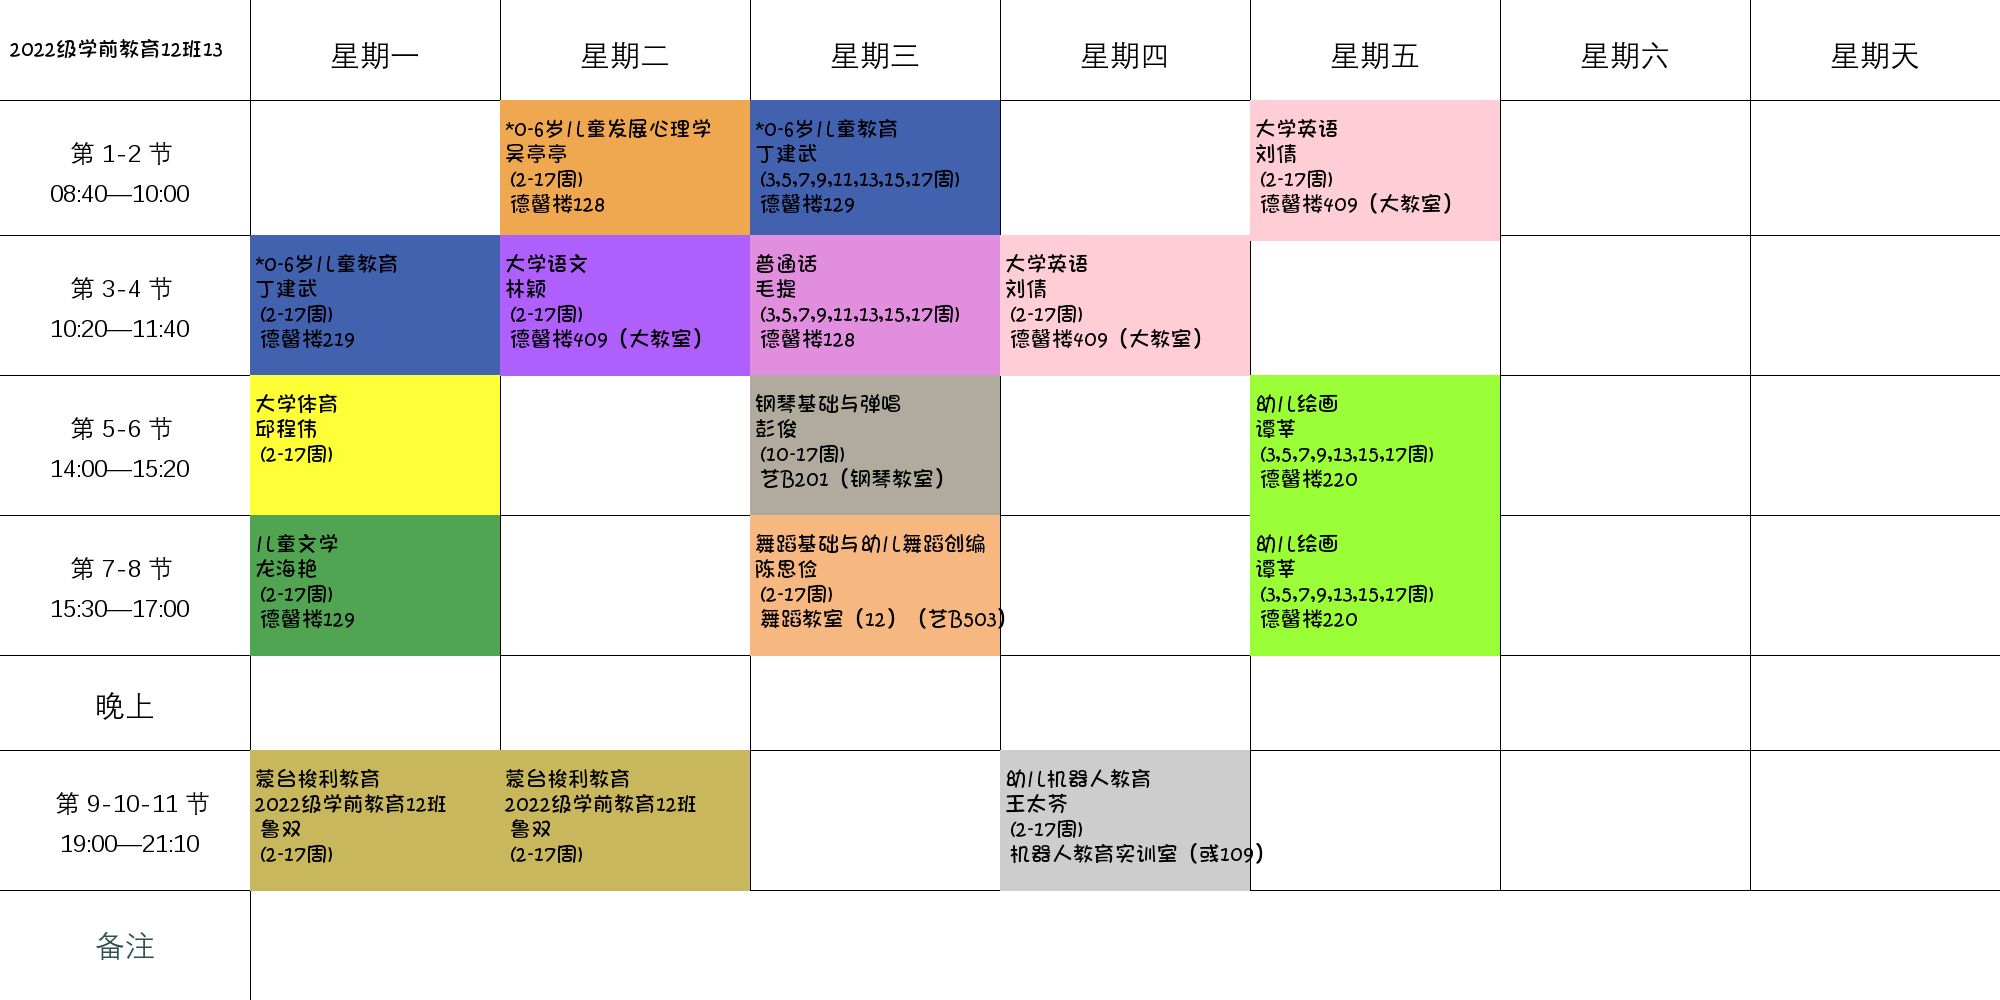 2022级学前教育12班13
星期一
星期二
星期三
星期四
星期五
星期六
星期天
第 1-2 节
08:40—10:00
*0-6岁儿童发展心理学
吴亭亭
(2-17周)
德馨楼128
*0-6岁儿童教育
丁建武
(3,5,7,9,11,13,15,17周)
德馨楼129
大学英语
刘倩
(2-17周)
德馨楼409（大教室）
第 3-4 节
10:20—11:40
*0-6岁儿童教育
丁建武
(2-17周)
德馨楼219
大学语文
林颖
(2-17周)
德馨楼409（大教室）
普通话
毛提
(3,5,7,9,11,13,15,17周)
德馨楼128
大学英语
刘倩
(2-17周)
德馨楼409（大教室）
第 5-6 节
14:00—15:20
大学体育
邱程伟
(2-17周)
钢琴基础与弹唱
彭俊
(10-17周)
艺B201（钢琴教室）
幼儿绘画
谭莘
(3,5,7,9,13,15,17周)
德馨楼220
第 7-8 节
15:30—17:00
儿童文学
龙海艳
(2-17周)
德馨楼129
舞蹈基础与幼儿舞蹈创编
陈思俭
(2-17周)
舞蹈教室（12）（艺B503）
幼儿绘画
谭莘
(3,5,7,9,13,15,17周)
德馨楼220
晚上
第 9-10-11 节
19:00—21:10
蒙台梭利教育
2022级学前教育12班
鲁双
(2-17周)
蒙台梭利教育
2022级学前教育12班
鲁双
(2-17周)
幼儿机器人教育
王太芬
(2-17周)
机器人教育实训室（彧109）
备注